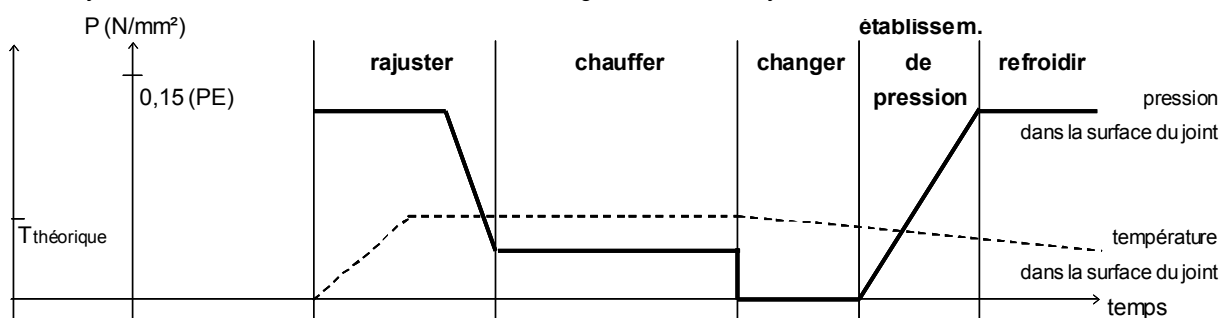 P (N/mm²)
0,15 (PE)
Tthéorique
rajuster
chauffer
changer
établissem.
de
pression
refroidir
pression
dans la surface du joint
température
dans la surface du joint
temps